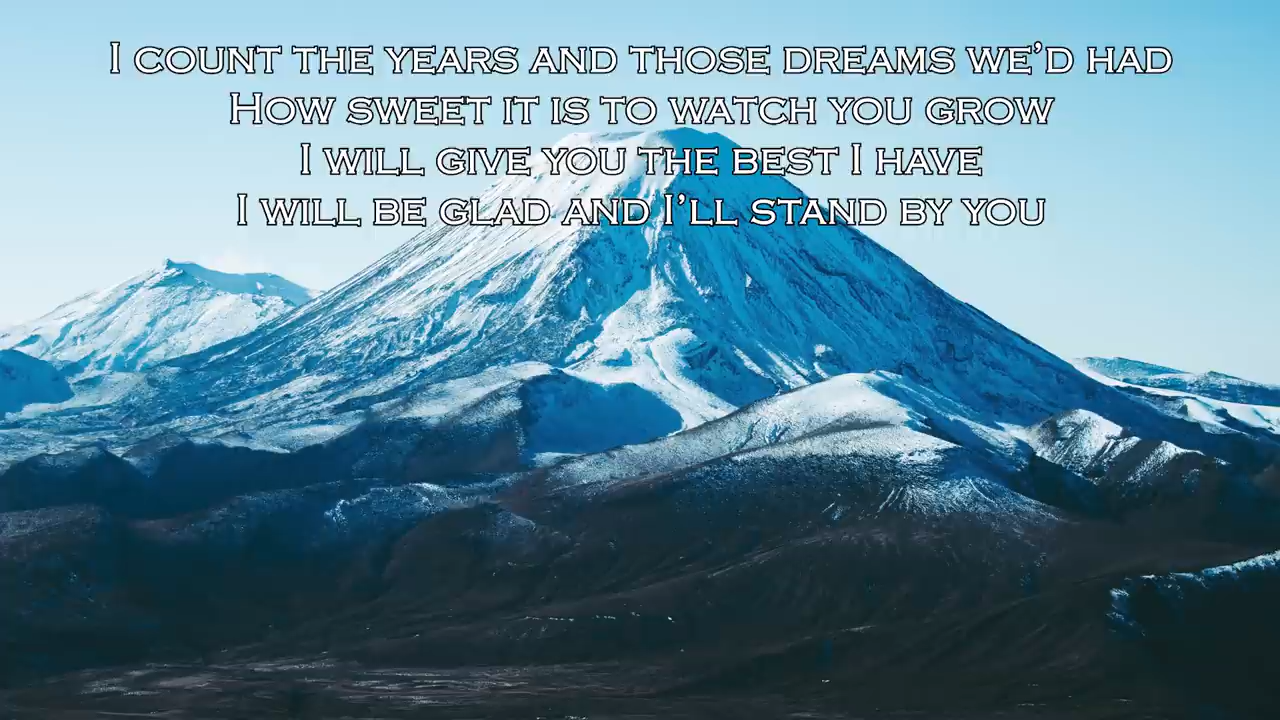 I count the years and those dreams we’d had
How sweet it is to watch you grow
I will give you the best I have
I will be glad and I’ll stand by you